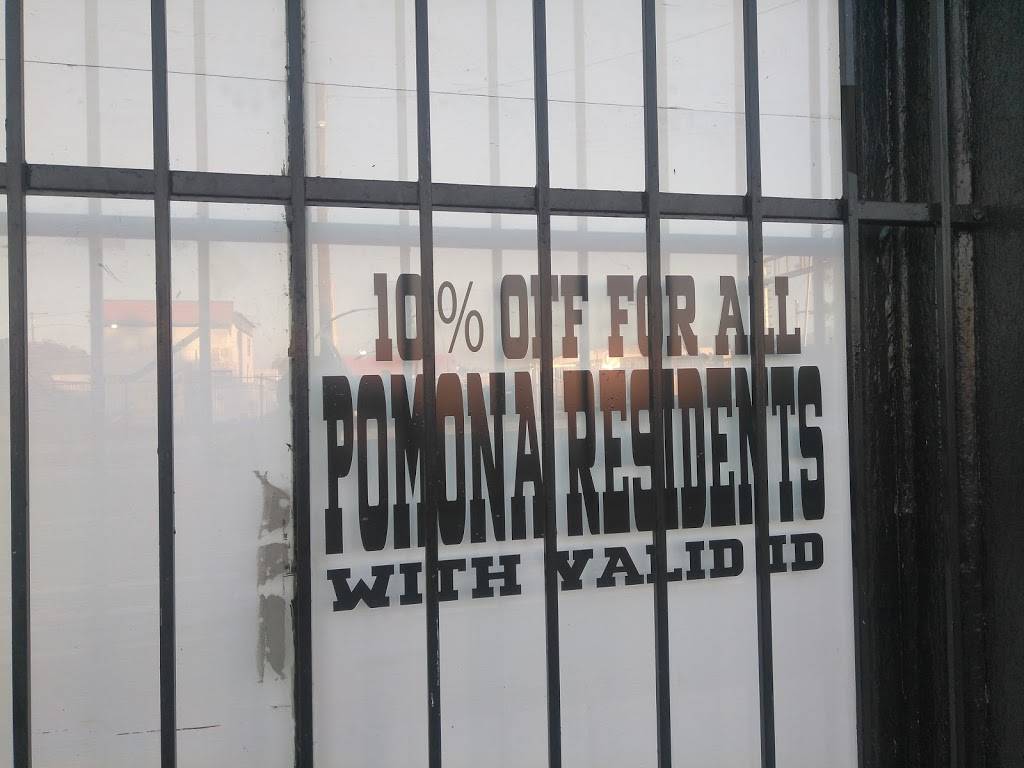 10% OFF FOR ALL
POMONA RESIDENTS
WITH VALID ID